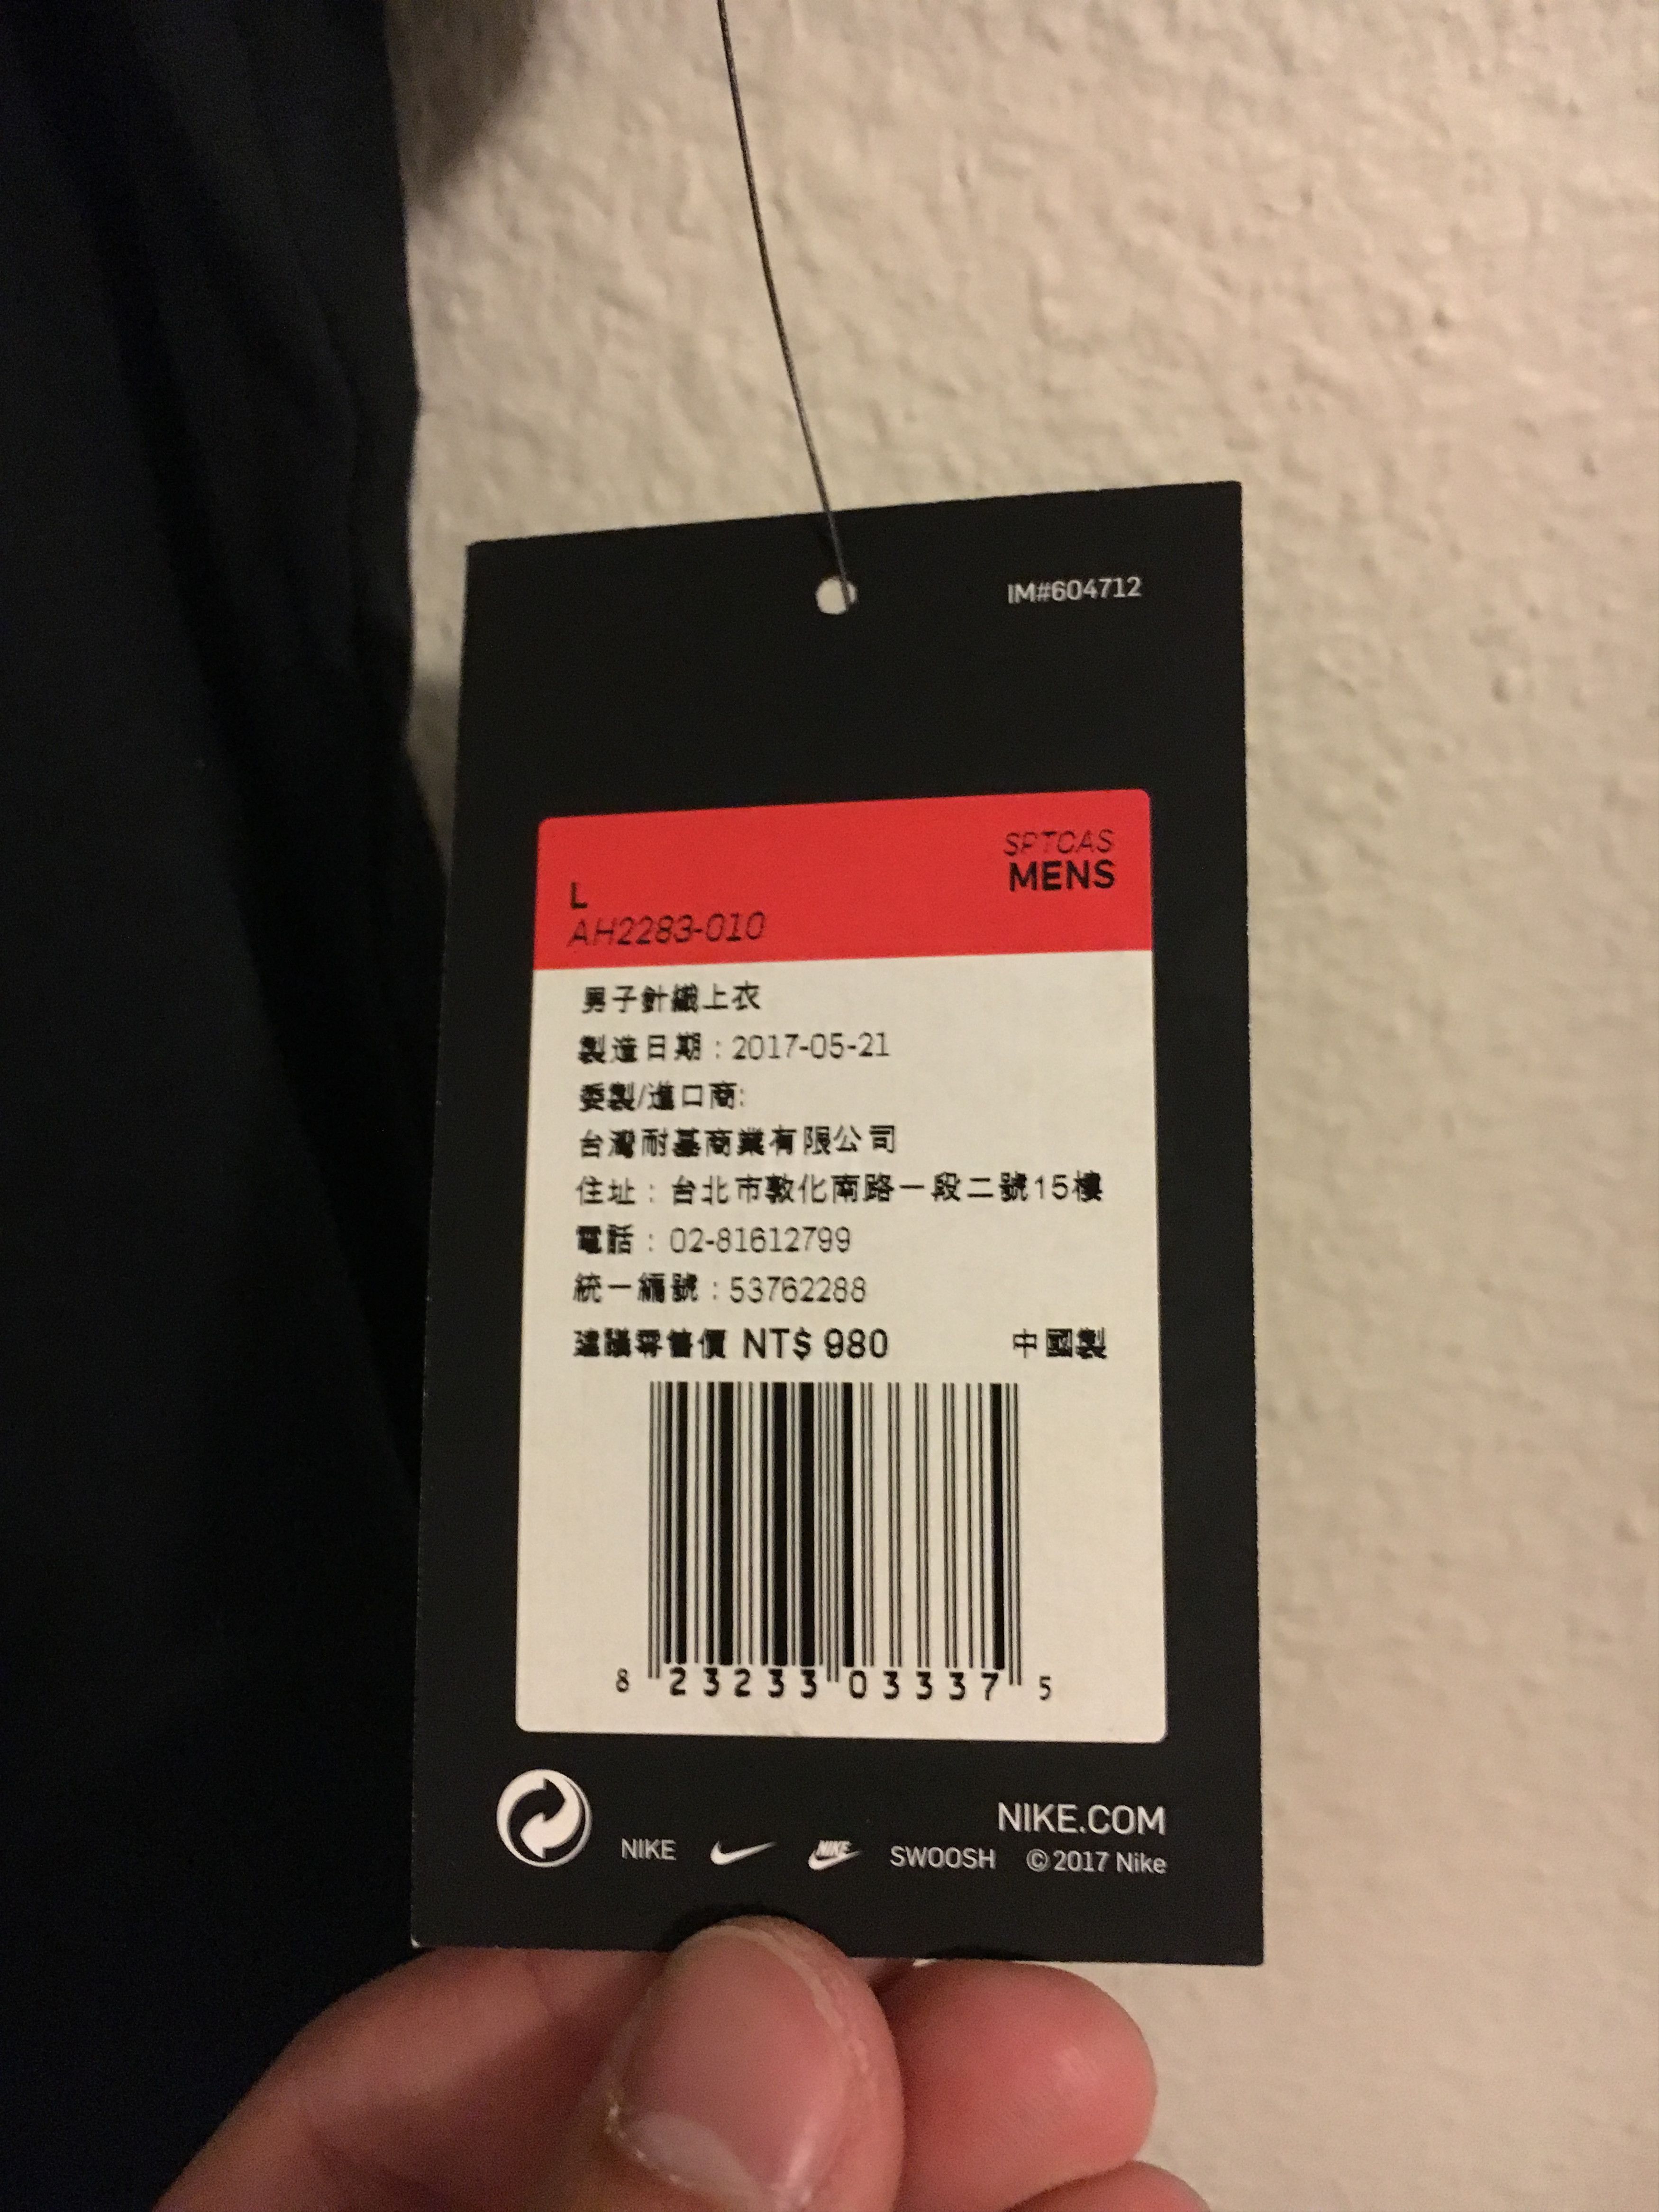 IM#604712
SPTCAS
MENS
L
AH2283-010
男子針織上衣
製造日期：2017-05-21
委製/進口商:
台灣耐基商業有限公司
住址：台北市敦化南路一段二號15樓
電話：02-81612799
統一編號：53762288
建議零售價 NT$ 980 中國製
8 23233 03337 5
NIKE.COM
NIKE NIKE SWOOSH ©2017 Nike